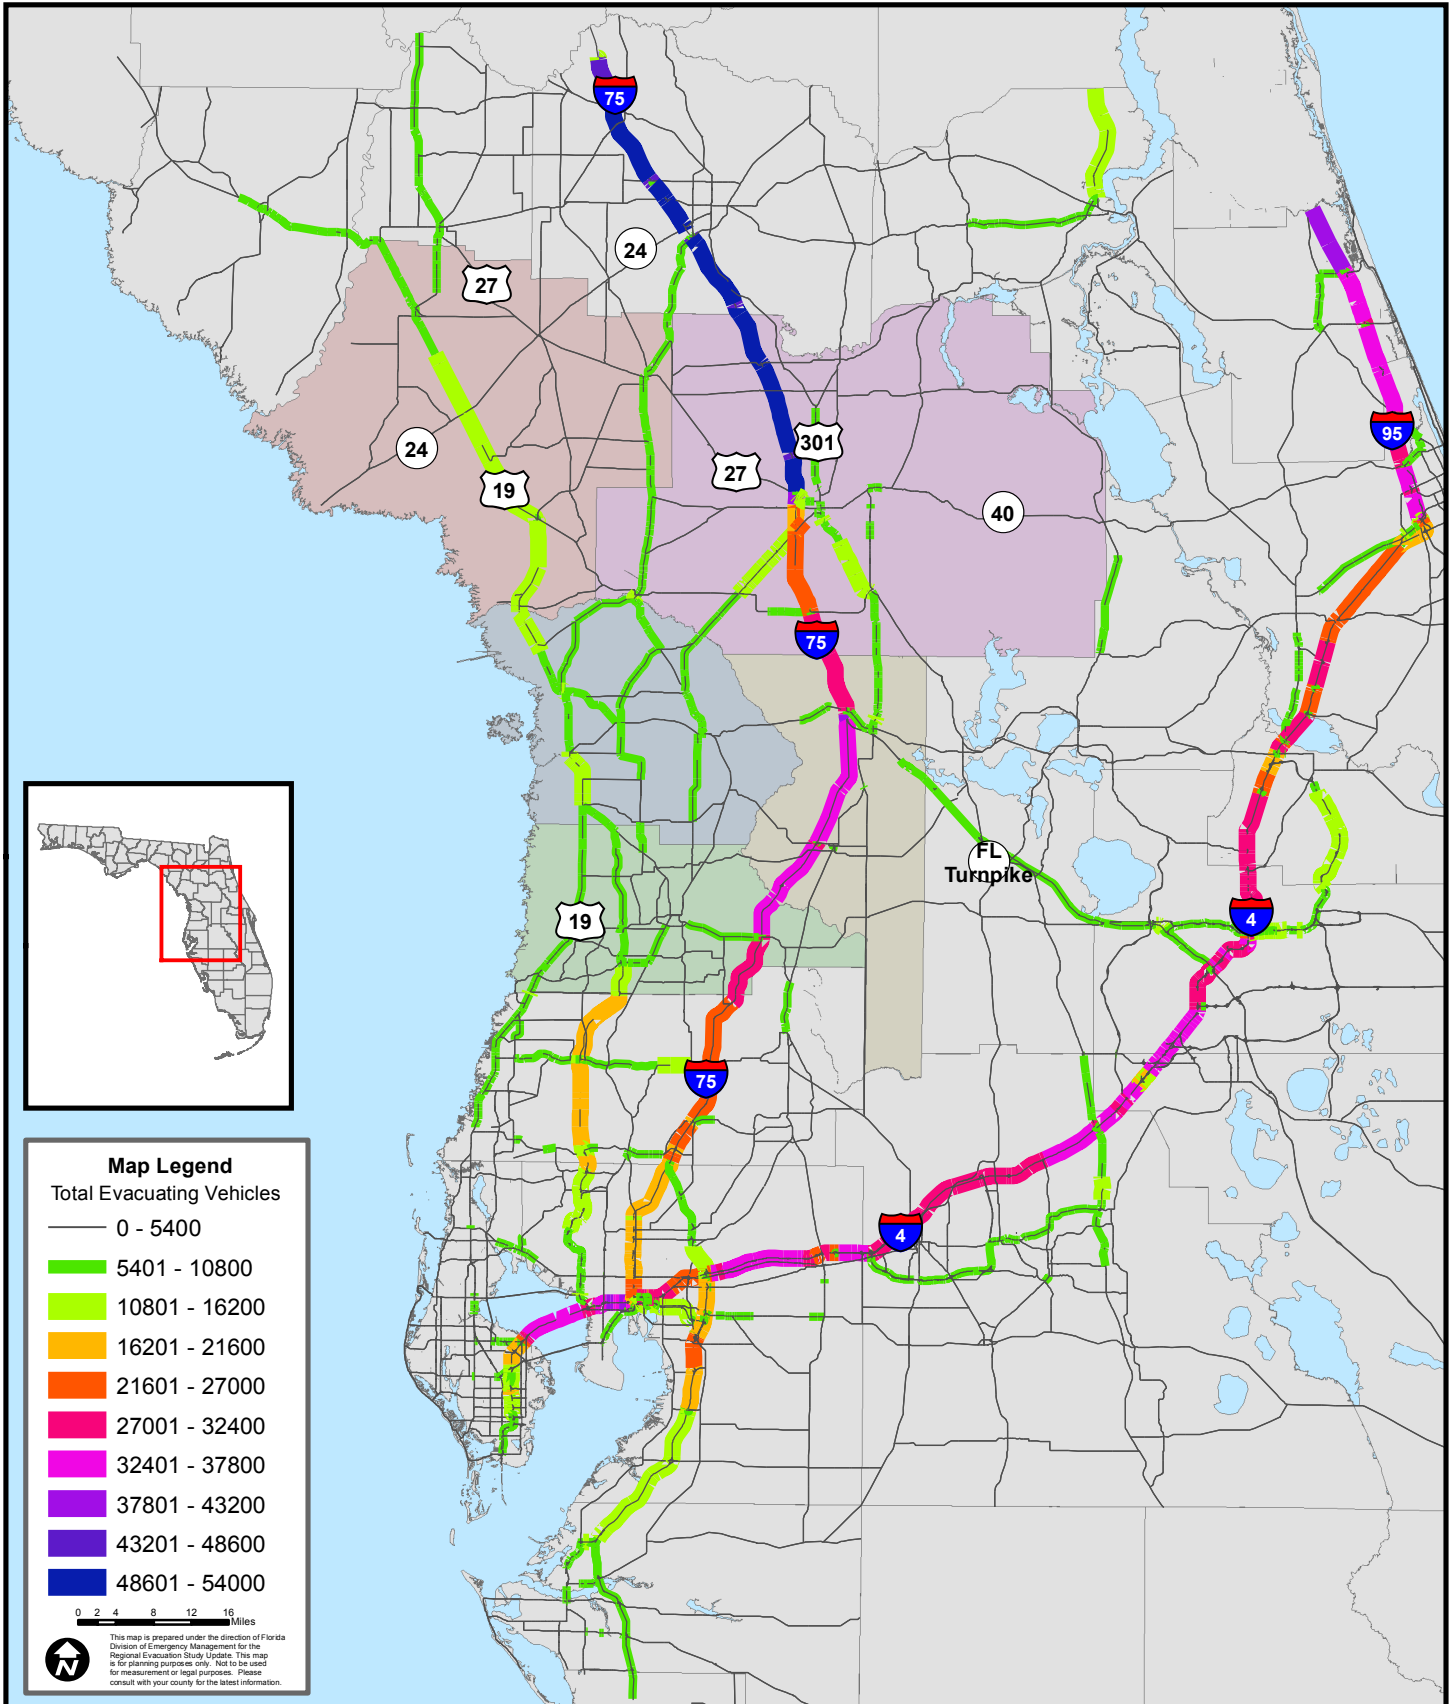 75
24
27
95
301
24
27
19
40
75
FL
Turnpike
19
4
75
4
Map Legend
Total Evacuating Vehicles
0 - 5400
5401 - 10800
10801 - 16200
16201 - 21600
21601 - 27000
27001 - 32400
32401 - 37800
37801 - 43200
43201 - 48600
48601 - 54000
0 2 4 8 12 16
Miles
N
This map is prepared under the direction of Florida
Division of Emergency Management for the
Regional Evacuation Study Update. This map
is for planning purposes only. Not to be used
for measurement or legal purposes. Please
consult with your county for the latest information.